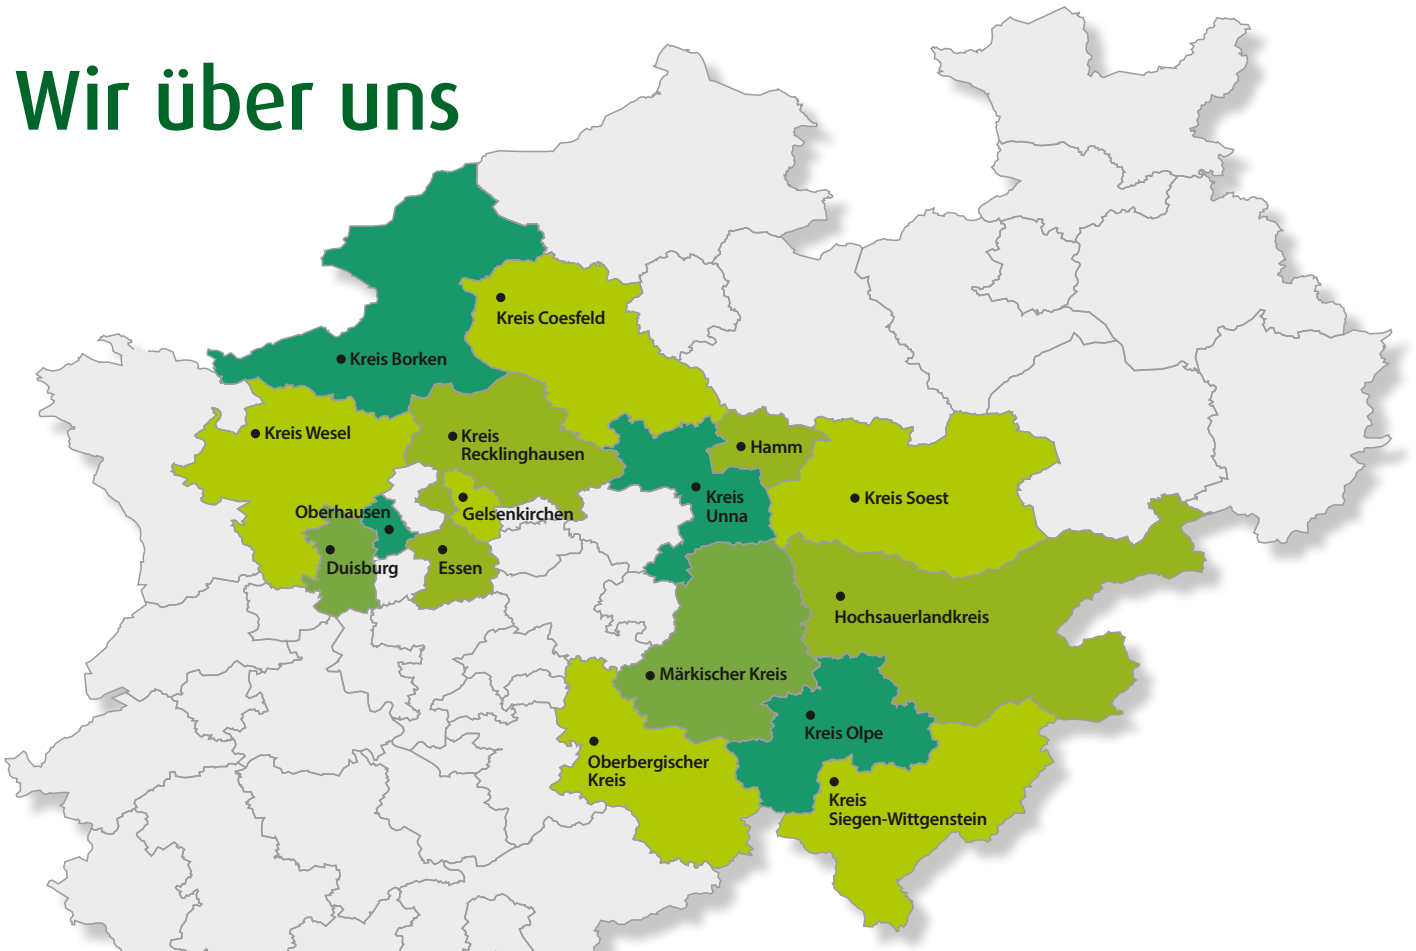 Wir über uns
Kreis Coesfeld
Kreis Borken
Kreis Wesel
Kreis
Recklinghausen
Hamm
Kreis
Unna
Kreis Soest
Oberhausen
Gelsenkirchen
Duisburg
Essen
Hochsauerlandkreis
Märkischer Kreis
Kreis Olpe
Oberbergischer
Kreis
Kreis
Siegen-Wittgenstein